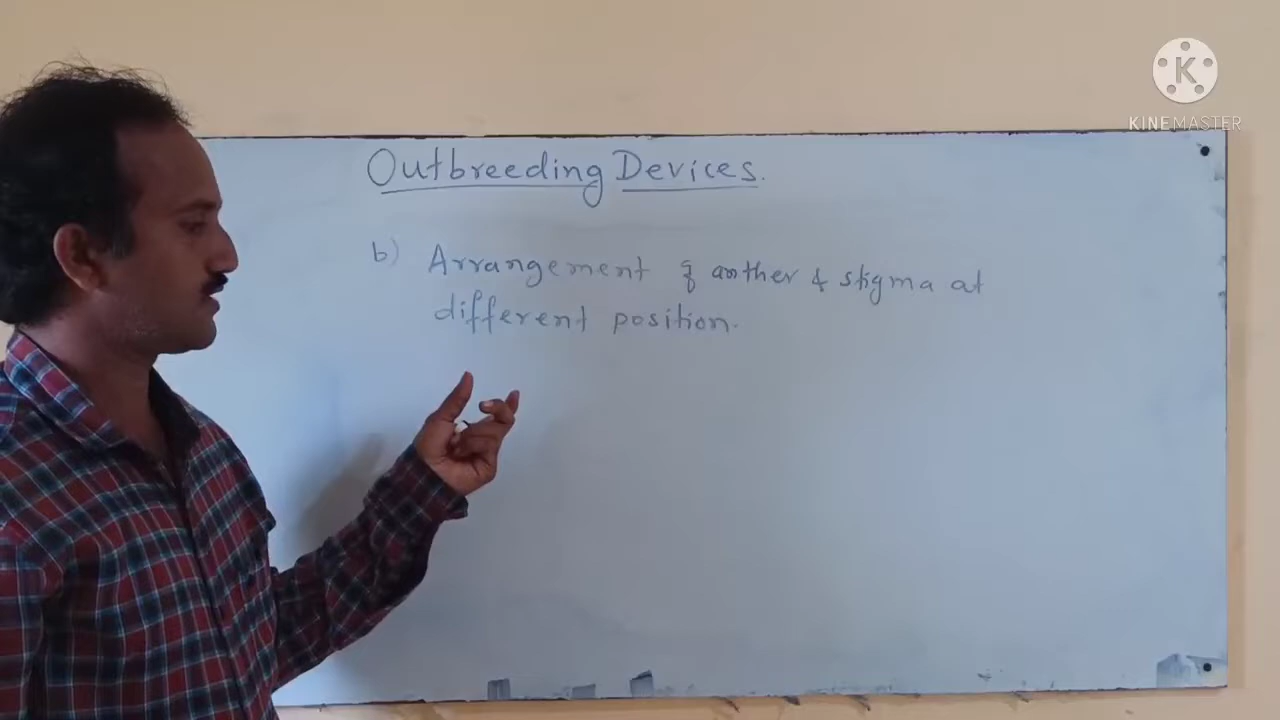 Outbreeding Devices.
b) Arrangement of anther & stigma at
different position.
K
KINEMASTER